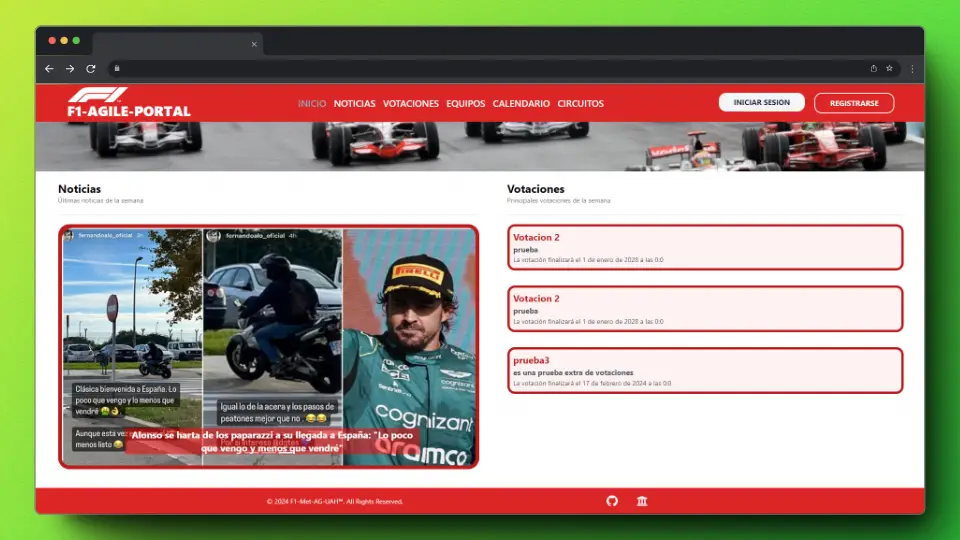 F1-AGILE-PORTAL
INICIO NOTICIAS VOTACIONES EQUIPOS CALENDARIO CIRCUITOS
INICIAR SESION
REGISTRARSE
vodafone
Noticias
Últimas noticias de la semana
fernandoalo_oficial 4h
fernandoalo_oficial 4h
PIRELLI
cognizant
cognizant
aramco
Clásica bienvenida a España. Lo
poco que vengo y lo menos que
vendré 🤮👌
Aunque esta vez
menos listo 😂
Igual lo de la acera y los pasos de
peatones mejor que no . 😂😂
Alonso se harta de los paparazzi a su llegada a España: "Lo poco
que vengo y menos que vendré"
Votaciones
Principales votaciones de la semana
Votacion 2
prueba
La votación finalizará el 1 de enero de 2028 a las 0:0
Votacion 2
prueba
La votación finalizará el 1 de enero de 2028 a las 0:0
prueba3
es una prueba extra de votaciones
La votación finalizará el 17 de febrero de 2024 a las 0:0
© 2024 F1-Met-AG-UAH™. All Rights Reserved.